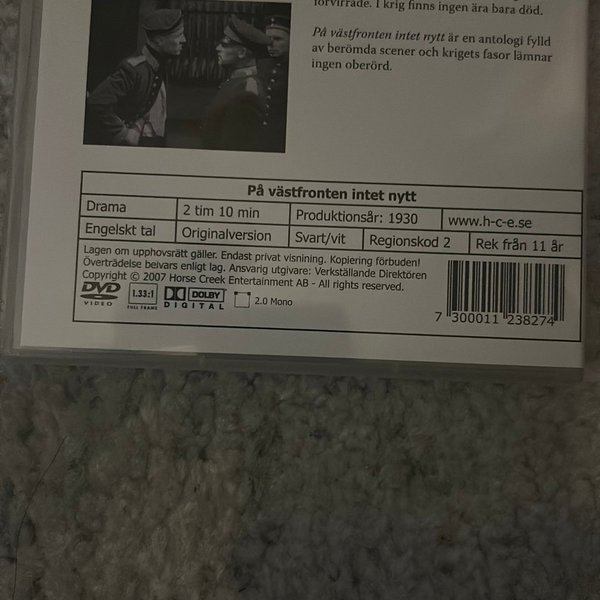 förvirrade. I krig finns ingen ära bara död.
På västfronten intet nytt är en antologi fylld
av berömda scener och krigets fasor lämnar
ingen oberörd.
På västfronten intet nytt
Drama 2 tim 10 min Produktionsår: 1930 www.h-c-e.se
Engelskt tal Originalversion Svart/vit Regionskod 2 Rek från 11 år
Lagen om upphovsrätt gäller. Endast privat visning. Kopiering förbuden!
Överträdelse beivras enligt lag. Ansvarig utgivare: Verkställande Direktören
Copyright © 2007 Horse Creek Entertainment AB - All rights reserved.
DVD VIDEO 1.33:1 FULL FRAME DOLBY DIGITAL 2.0 Mono
7 300011 238274